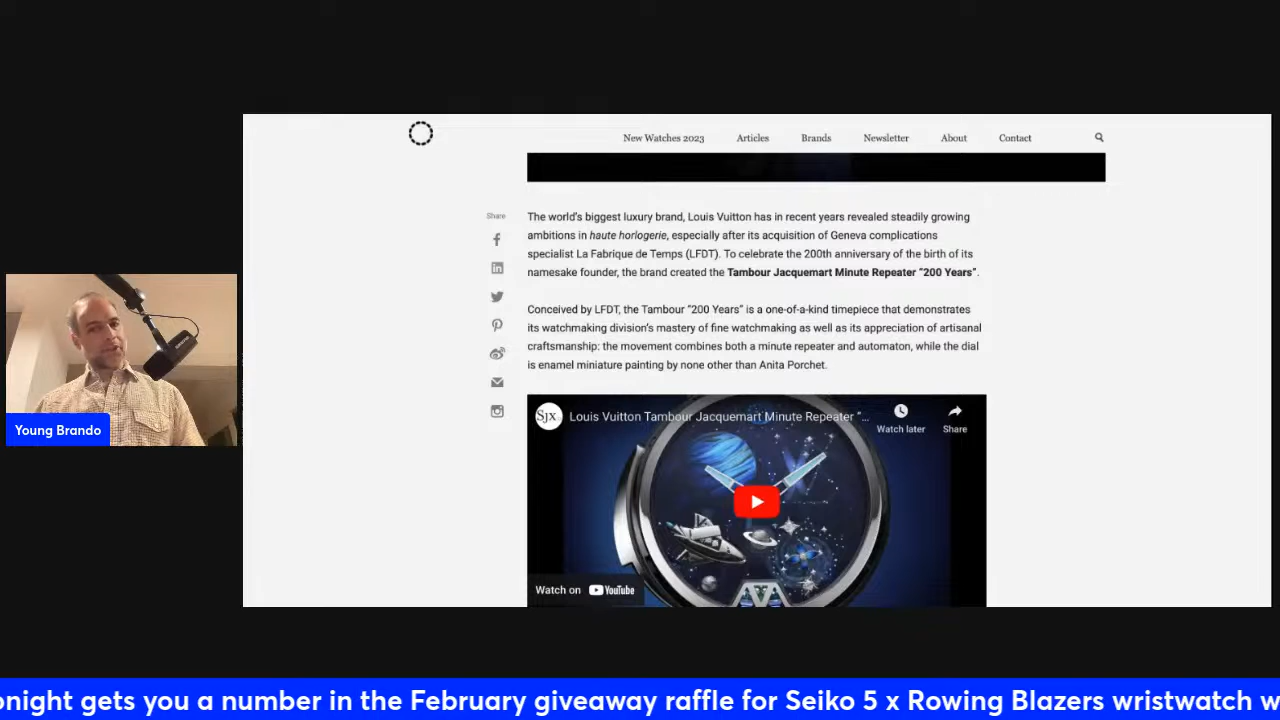 New Watches 2023 Articles Brands Newsletter About Contact
Share
The world's biggest luxury brand, Louis Vuitton has in recent years revealed steadily growing
ambitions in haute horlogerie, especially after its acquisition of Geneva complications
specialist La Fabrique de Temps (LFDT). To celebrate the 200th anniversary of the birth of its
namesake founder, the brand created the Tambour Jacquemart Minute Repeater "200 Years".
Conceived by LFDT, the Tambour "200 Years" is a one-of-a-kind timepiece that demonstrates
its watchmaking division's mastery of fine watchmaking as well as its appreciation of artisanal
craftsmanship: the movement combines both a minute repeater and automaton, while the dial
is enamel miniature painting by none other than Anita Porchet.
SJX Louis Vuitton Tambour Jacquemart Minute Repeater "...
Watch later Share
Watch on YouTube
Young Brando
onight gets you a number in the February giveaway raffle for Seiko 5 x Rowing Blazers wristwatch w